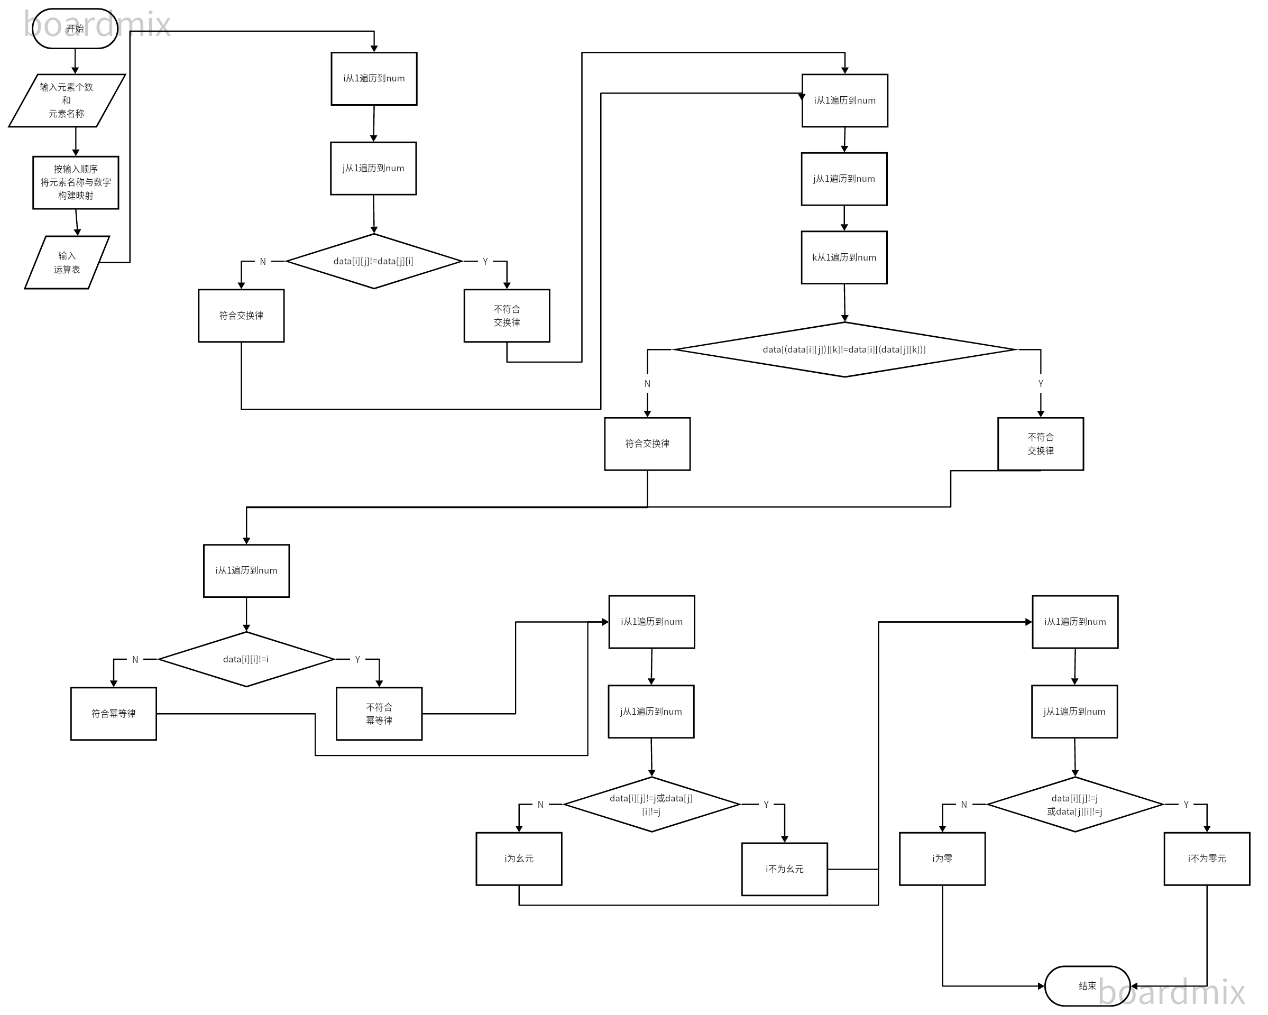 boardmix
开始
输入元素个数
和
元素名称
按输入顺序
将元素名称与数字
构建映射
输入
运算表
i从1遍历到num
j从1遍历到num
data[i][j]!=data[j][i]
N
Y
符合交换律
不符合
交换律
i从1遍历到num
j从1遍历到num
k从1遍历到num
data[(data[i][j])][k]!=data[i][(data[j][k])]
N
Y
符合交换律
不符合
交换律
i从1遍历到num
data[i][i]!=i
N
Y
符合幂等律
不符合
幂等律
i从1遍历到num
j从1遍历到num
data[i][j]!=j或data[j]
[i]!=j
N
Y
i为幺元
i不为幺元
i从1遍历到num
j从1遍历到num
data[i][j]!=j
或data[j][i]!=j
N
Y
i为零
i不为零元
结束
boardmix